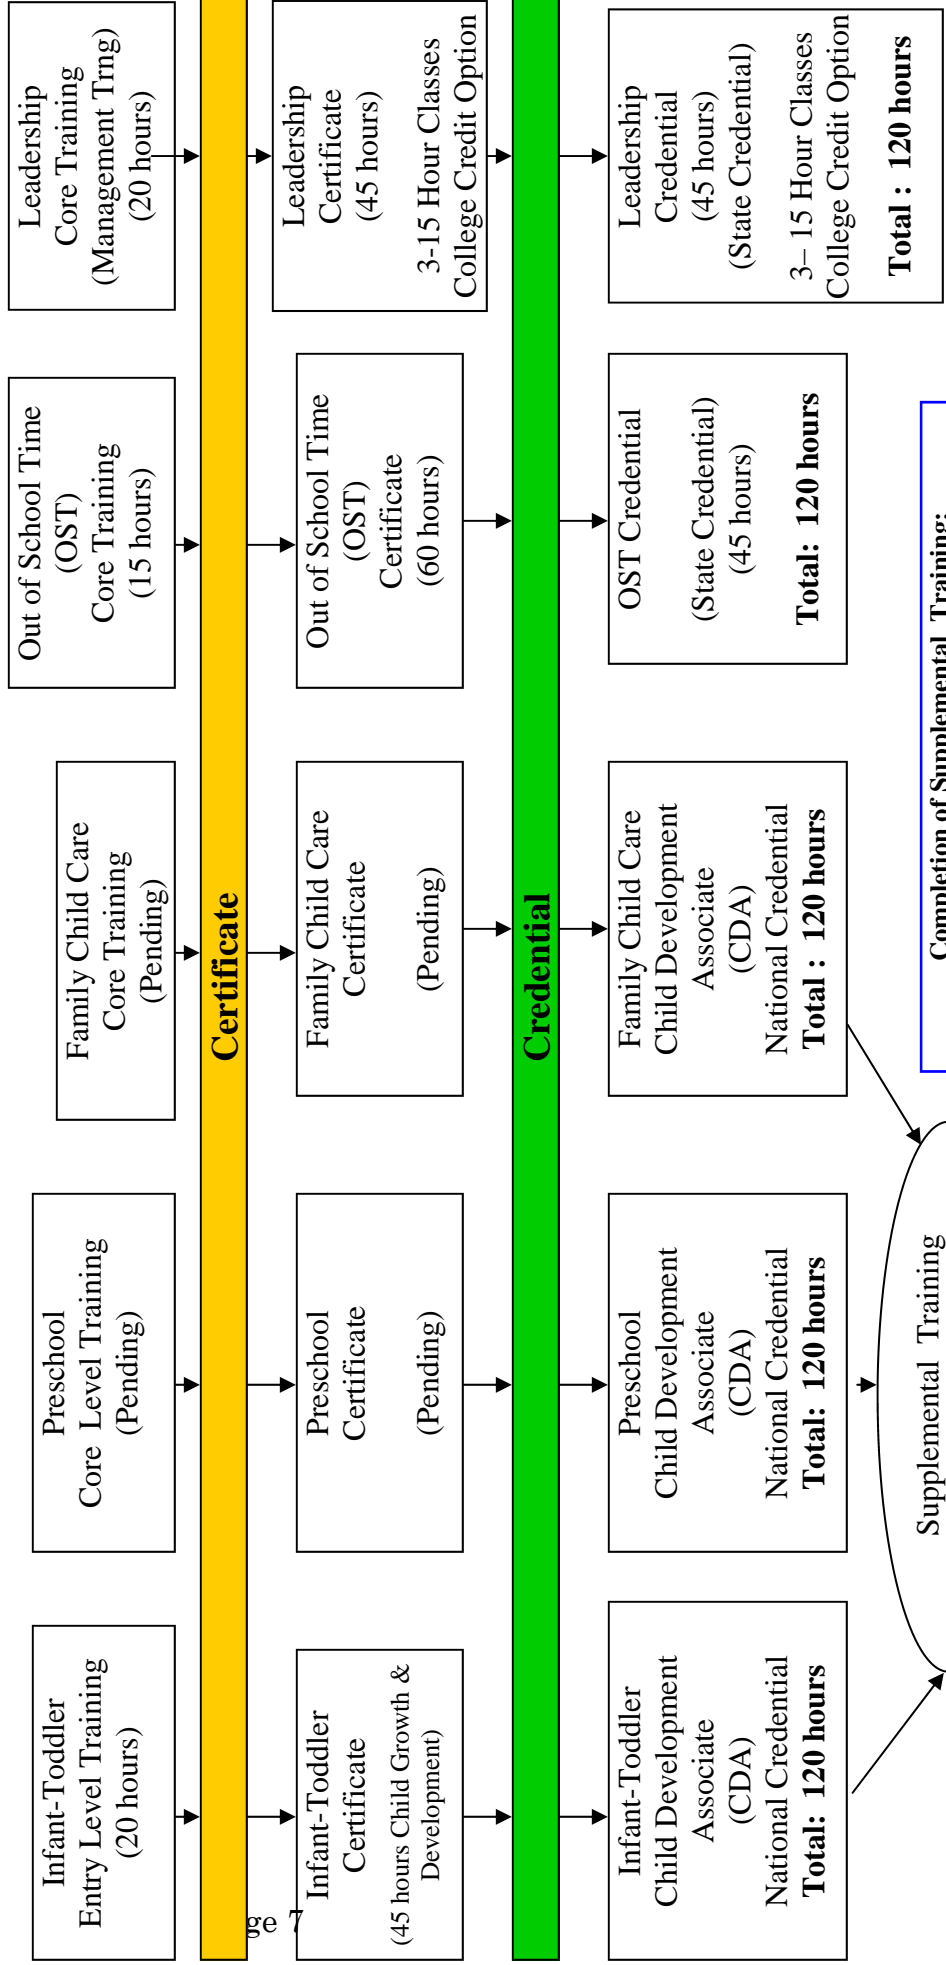 Infant-Toddler
Entry Level Training
(20 hours)
Preschool
Core Level Training
(Pending)
Family Child Care
Core Training
(Pending)
Out of School Time
(OST)
Core Training
(15 hours)
Leadership
Core Training
(Management Trng)
(20 hours)
Certificate
Infant-Toddler
Certificate
(45 hours Child Growth &
Development)
Preschool
Certificate
(Pending)
Family Child Care
Certificate
(Pending)
Out of School Time
(OST)
Certificate
(60 hours)
Leadership
Certificate
(45 hours)
3-15 Hour Classes
College Credit Option
Credential
Infant-Toddler
Child Development
Associate
(CDA)
National Credential
Total: 120 hours
Preschool
Child Development
Associate
(CDA)
National Credential
Total: 120 hours
Family Child Care
Child Development
Associate
(CDA)
National Credential
Total : 120 hours
OST Credential
(State Credential)
(45 hours)
Total: 120 hours
Leadership
Credential
(45 hours)
(State Credential)
3– 15 Hour Classes
College Credit Option
Total : 120 hours
Supplemental Training
Completion of Supplemental Training:
ge 7